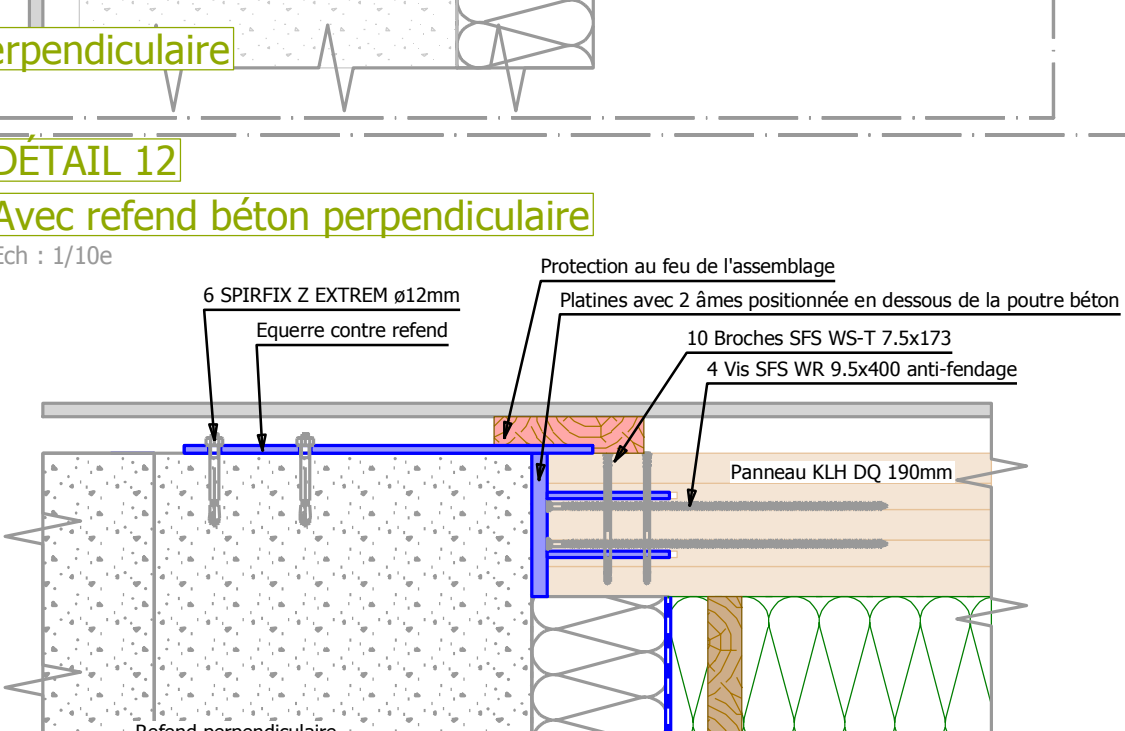 erpendiculaire
DÉTAIL 12
Avec refend béton perpendiculaire
Ech : 1/10e
Protection au feu de l'assemblage
6 SPIRFIX Z EXTREM ø12mm
Platines avec 2 âmes positionnée en dessous de la poutre béton
Equerre contre refend
10 Broches SFS WS-T 7.5x173
4 Vis SFS WR 9.5x400 anti-fendage
Panneau KLH DQ 190mm
Refend perpendiculaire